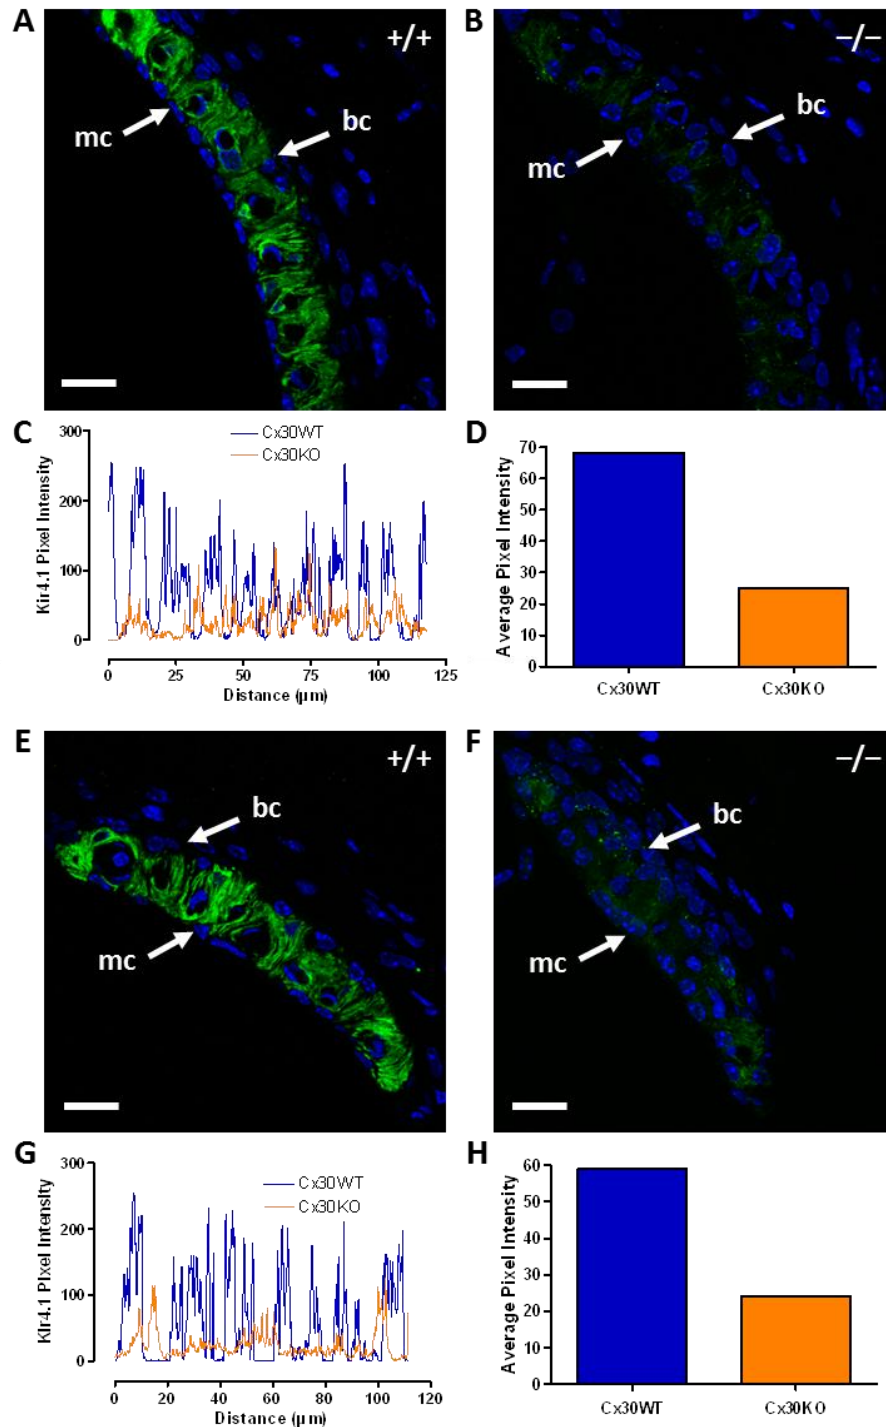 A
+/+
mc
bc
B
−/−
mc
bc
C
Kir4.1 Pixel Intensity
300
200
100
0
Cx30WT
Cx30KO
0 25 50 75 100 125
Distance (µm)
D
Average Pixel Intensity
70
60
50
40
30
20
10
0
Cx30WT Cx30KO
E
+/+
bc
mc
F
−/−
bc
mc
G
Kir4.1 Pixel Intensity
300
200
100
0
Cx30WT
Cx30KO
0 20 40 60 80 100 120
Distance (µm)
H
Average Pixel Intensity
60
50
40
30
20
10
0
Cx30WT Cx30KO